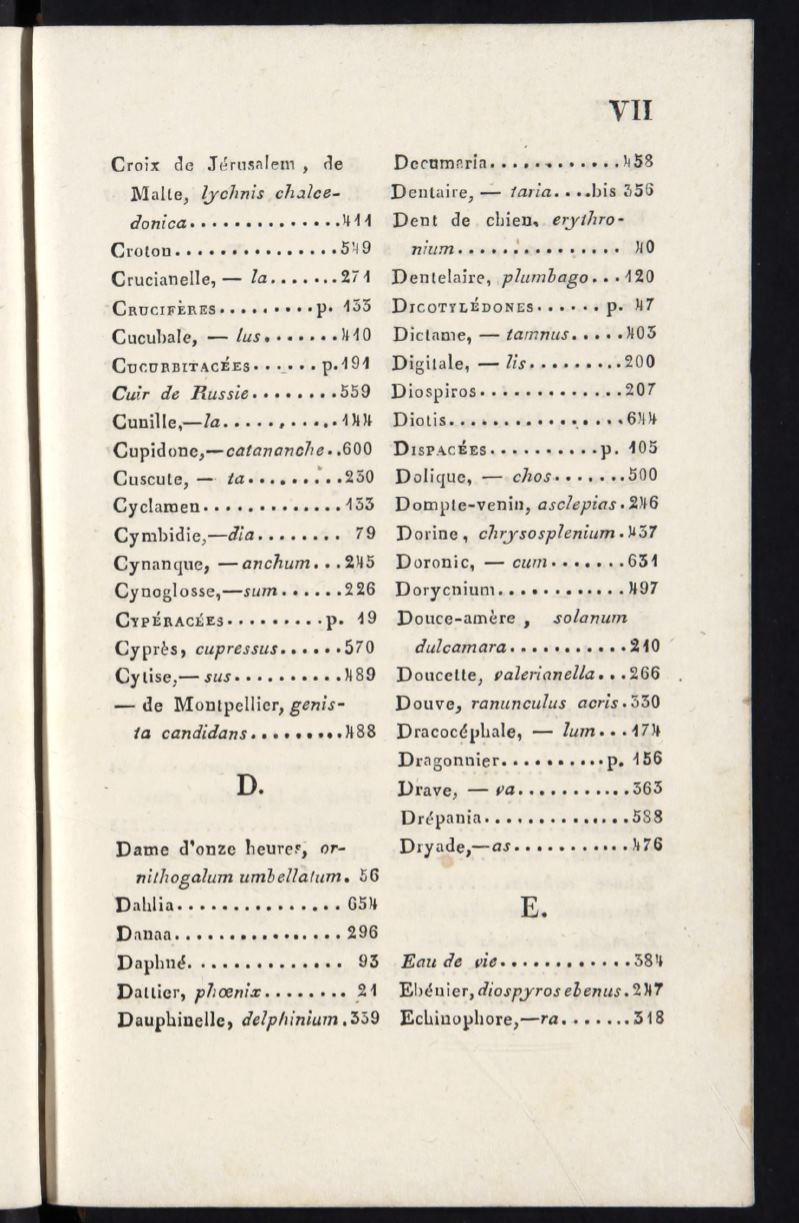 VII
Croix de Jérusalem, de
Malte, lychnis chalce-
donica...............411
Croton................549
Crucianelle, — la.......271
CRUCIFÈRES.........p. 133
Cucubale, — lus.......410
CUCURBITACÉES......p.191
Cuir de Russie........559
Cunille,—la...........144
Cupidone,—catananche..600
Cuscute, — ta.........230
Cyclamen.............133
Cymbidie,—dia........ 79
Cynanque, —anchum...245
Cynoglosse,—sum......226
CYPÉRACÉES.........p. 19
Cyprès, cupressus......570
Cytise,— sus..........489
— de Montpellier, genis-
ta candidans.........488
D.
Dame d'onze heures, or-
nithogalum umbellatum. 56
Dahlia...............654
Danaa................296
Daphné.............. 93
Dattier, phœnix........ 21
Dauphinelle, delphinium.339
Decumaria.............458
Dentaire, — taria....bis 356
Dent de chien, erythro-
nium................ 40
Dentelaire, plumbago...120
DICOTYLÉDONES...... p. 47
Dictame, — tamnus.....403
Digitale, — lis.........200
Diospiros.............207
Diotis................644
DISPACÉES..........p. 105
Dolique, — chos.......500
Dompte-venin, asclepias.246
Dorine, chrysosplenium.437
Doronic, — cum.......631
Dorycnium............497
Douce-amère, solanum
dulcamara...........210
Doucette, valerianella...266
Douve, ranunculus acris.330
Dracocéphale, — lum...174
Dragonnier..........p. 156
Drave, — va...........363
Drépania..............588
Dryade,—as...........476
E.
Eau de vie............384
Ebénier, diospyros ebenus.247
Echinophore,—ra.......318